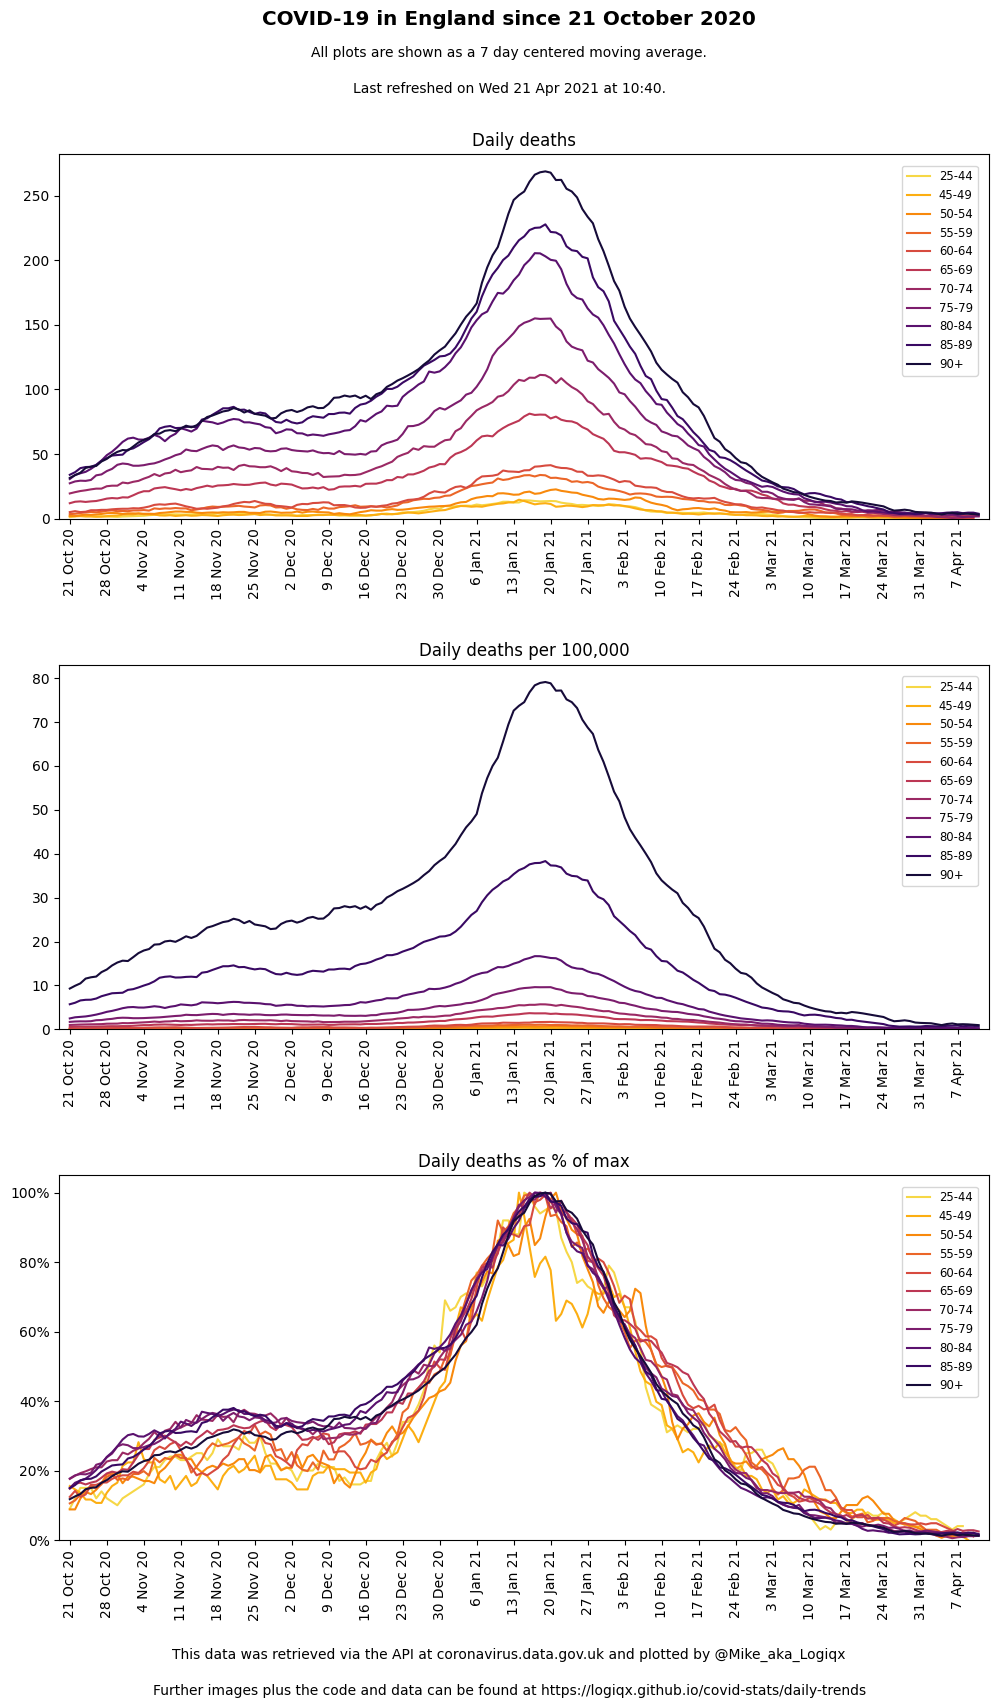 COVID-19 in England since 21 October 2020
All plots are shown as a 7 day centered moving average.
Last refreshed on Wed 21 Apr 2021 at 10:40.
Daily deaths
250
200
150
100
50
0
25-44
45-49
50-54
55-59
60-64
65-69
70-74
75-79
80-84
85-89
90+
21 Oct 20
28 Oct 20
4 Nov 20
11 Nov 20
18 Nov 20
25 Nov 20
2 Dec 20
9 Dec 20
16 Dec 20
23 Dec 20
30 Dec 20
6 Jan 21
13 Jan 21
20 Jan 21
27 Jan 21
3 Feb 21
10 Feb 21
17 Feb 21
24 Feb 21
3 Mar 21
10 Mar 21
17 Mar 21
24 Mar 21
31 Mar 21
7 Apr 21
Daily deaths per 100,000
80
70
60
50
40
30
20
10
0
25-44
45-49
50-54
55-59
60-64
65-69
70-74
75-79
80-84
85-89
90+
21 Oct 20
28 Oct 20
4 Nov 20
11 Nov 20
18 Nov 20
25 Nov 20
2 Dec 20
9 Dec 20
16 Dec 20
23 Dec 20
30 Dec 20
6 Jan 21
13 Jan 21
20 Jan 21
27 Jan 21
3 Feb 21
10 Feb 21
17 Feb 21
24 Feb 21
3 Mar 21
10 Mar 21
17 Mar 21
24 Mar 21
31 Mar 21
7 Apr 21
Daily deaths as % of max
100%
80%
60%
40%
20%
0%
25-44
45-49
50-54
55-59
60-64
65-69
70-74
75-79
80-84
85-89
90+
21 Oct 20
28 Oct 20
4 Nov 20
11 Nov 20
18 Nov 20
25 Nov 20
2 Dec 20
9 Dec 20
16 Dec 20
23 Dec 20
30 Dec 20
6 Jan 21
13 Jan 21
20 Jan 21
27 Jan 21
3 Feb 21
10 Feb 21
17 Feb 21
24 Feb 21
3 Mar 21
10 Mar 21
17 Mar 21
24 Mar 21
31 Mar 21
7 Apr 21
This data was retrieved via the API at coronavirus.data.gov.uk and plotted by @Mike_aka_Logiqx
Further images plus the code and data can be found at https://logiqx.github.io/covid-stats/daily-trends